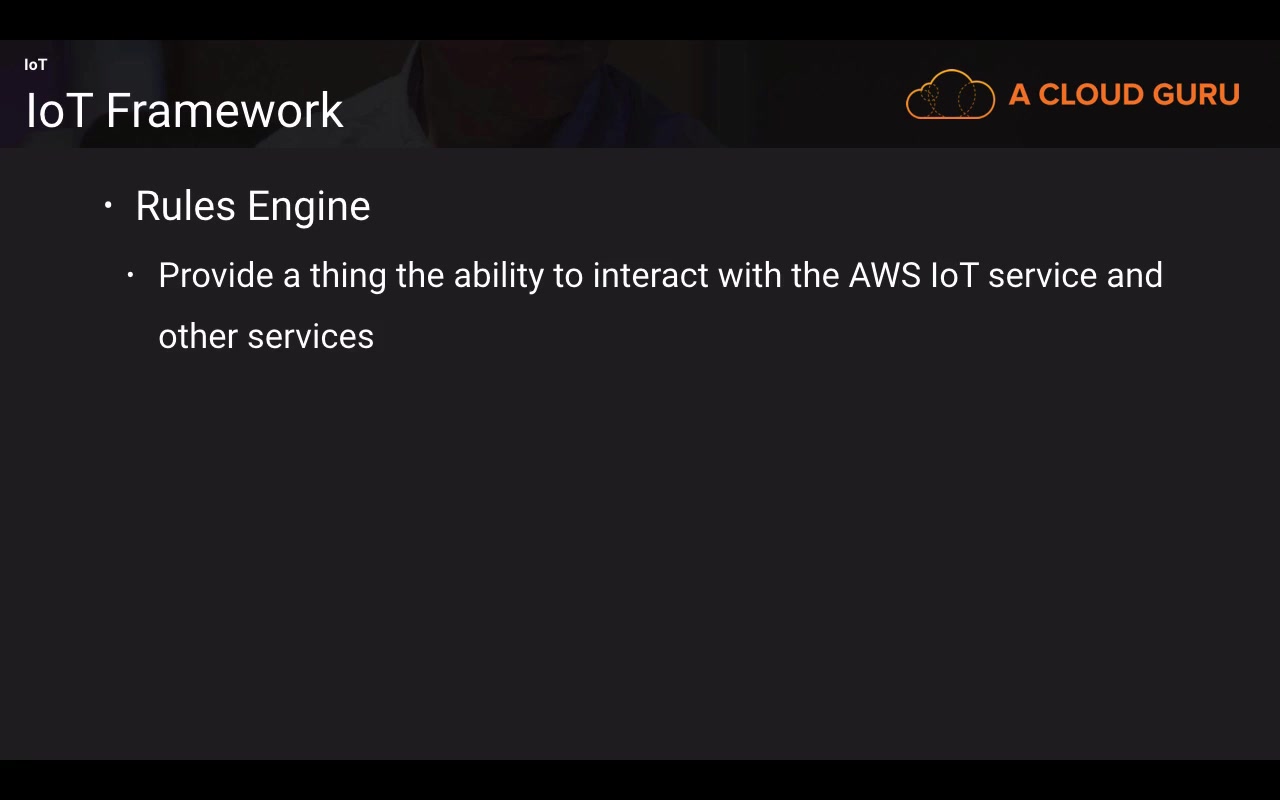 IoT
IoT Framework
A CLOUD GURU
• Rules Engine
• Provide a thing the ability to interact with the AWS IoT service and
other services